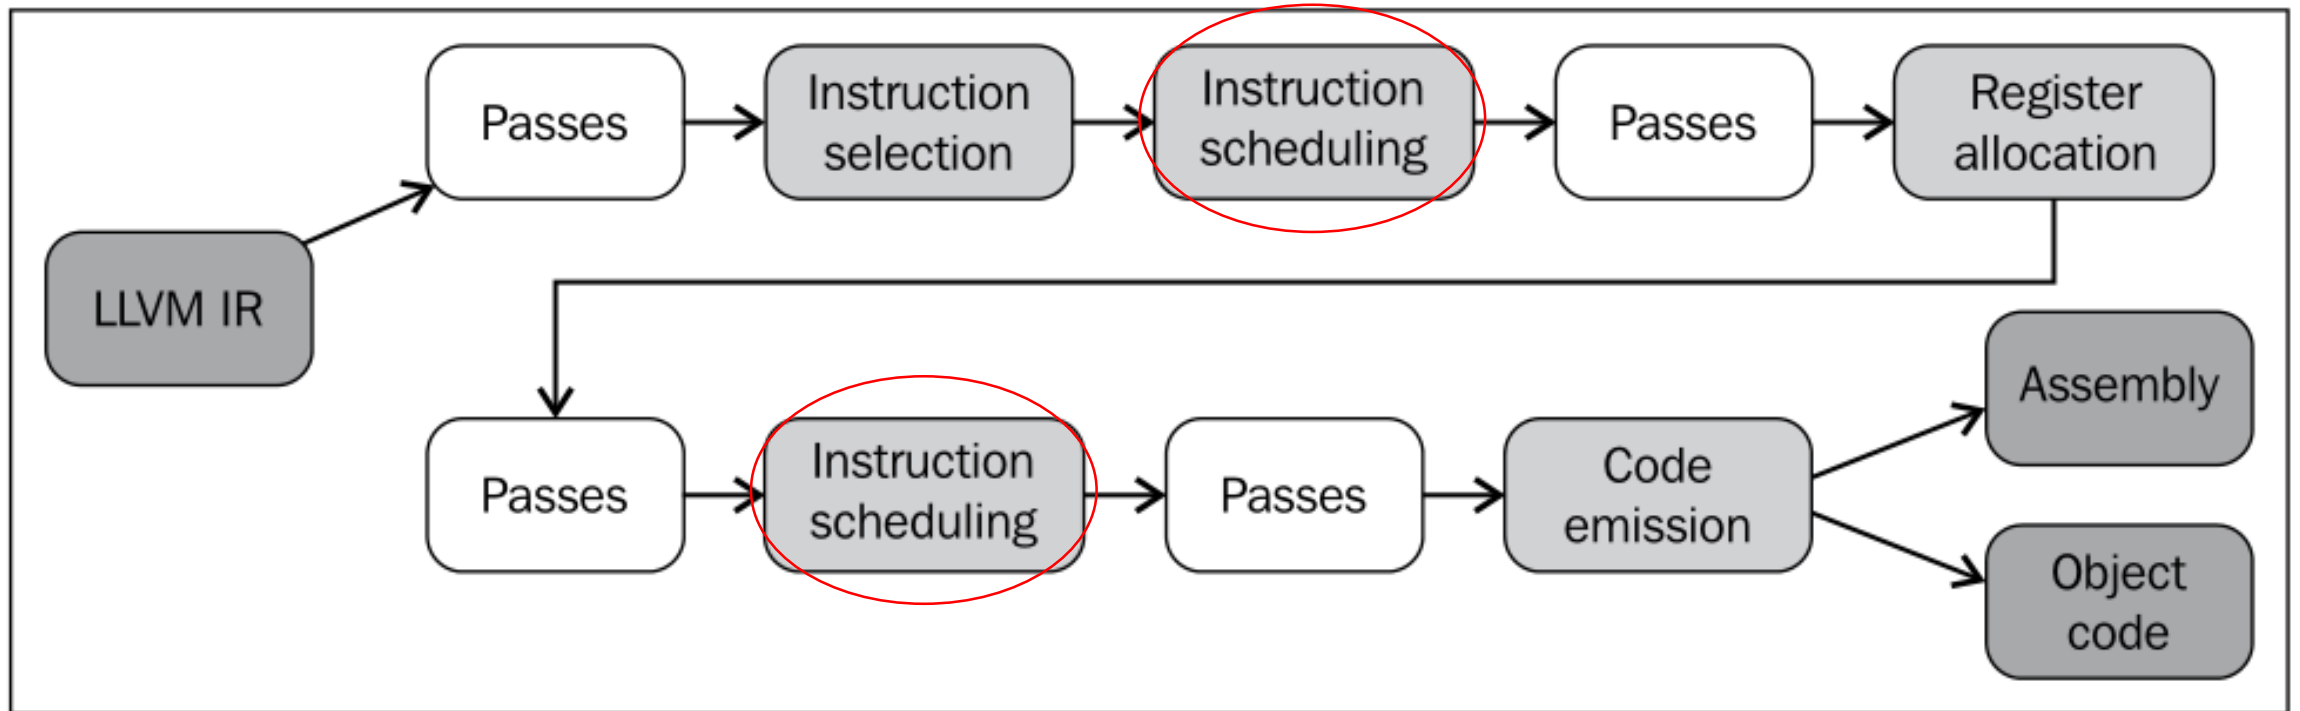 Passes
Instruction
selection
Instruction
scheduling
Passes
Register
allocation
LLVM IR
Passes
Instruction
scheduling
Passes
Code
emission
Assembly
Object
code